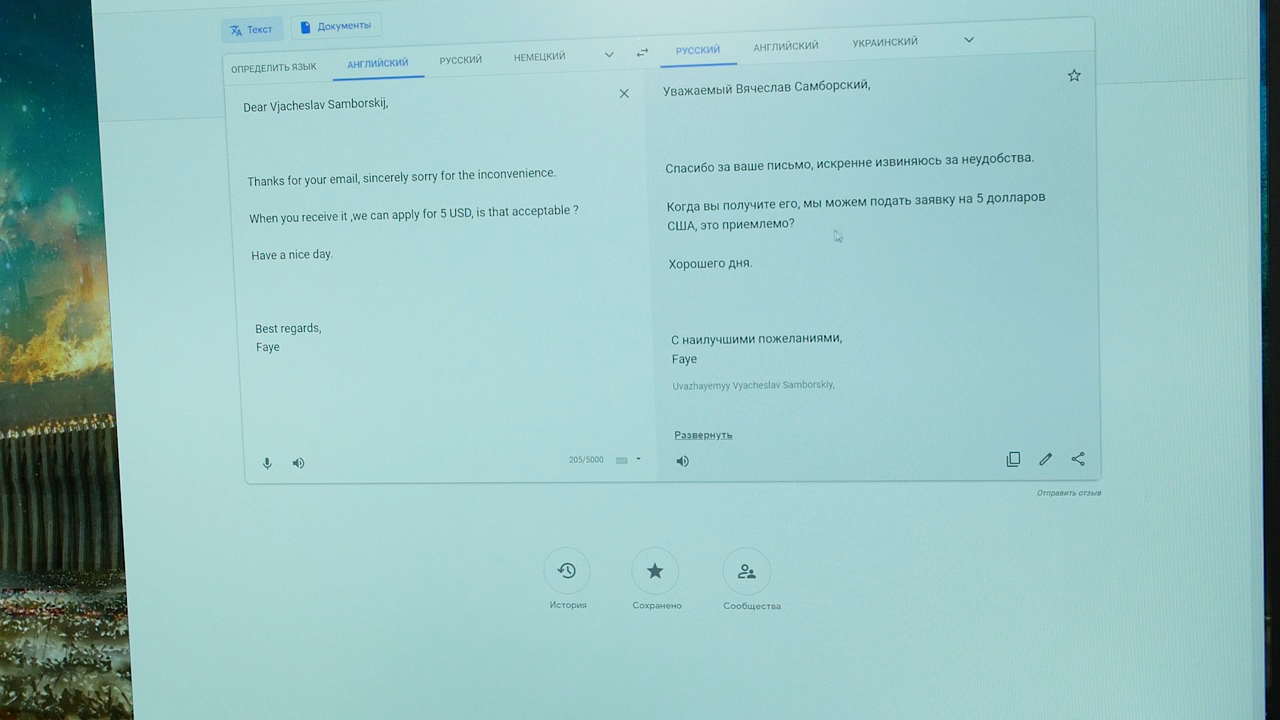 Текст
Документы
ОПРЕДЕЛИТЬ ЯЗЫК
АНГЛИЙСКИЙ
РУССКИЙ
НЕМЕЦКИЙ
РУССКИЙ
АНГЛИЙСКИЙ
УКРАИНСКИЙ
Dear Vjacheslav Samborskij,
Thanks for your email, sincerely sorry for the inconvenience.
When you receive it ,we can apply for 5 USD, is that acceptable ?
Have a nice day.
Best regards,
Faye
205/5000
Уважаемый Вячеслав Самборский,
Спасибо за ваше письмо, искренне извиняюсь за неудобства.
Когда вы получите его, мы можем подать заявку на 5 долларов
США, это приемлемо?
Хорошего дня.
С наилучшими пожеланиями,
Faye
Uvazhayemyy Vyacheslav Samborskiy,
Развернуть
Отправить отзыв
История
Сохранено
Сообщества